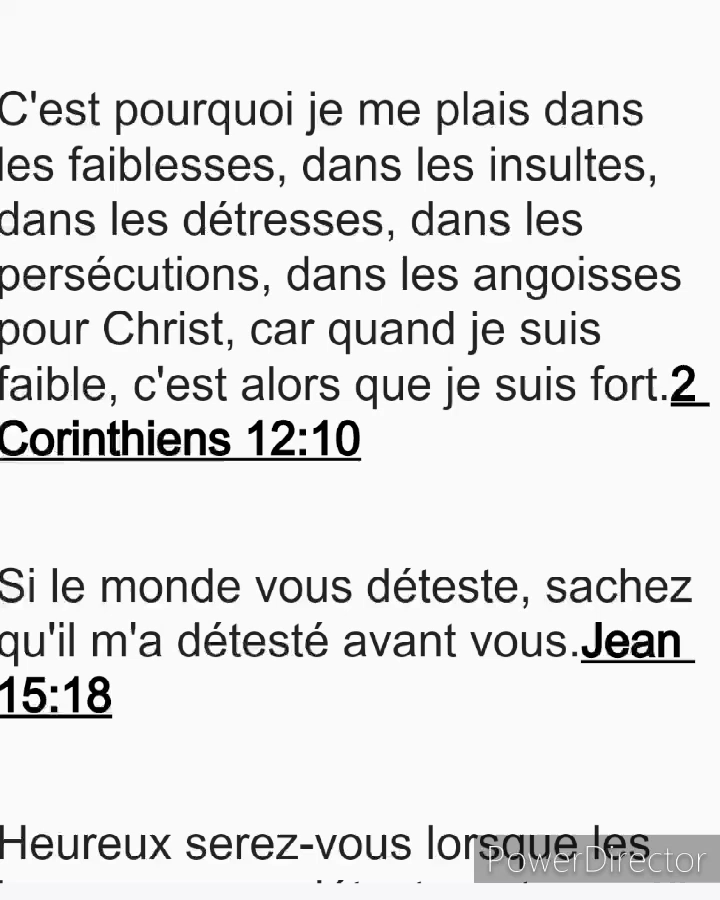 C'est pourquoi je me plais dans
les faiblesses, dans les insultes,
dans les détresses, dans les
persécutions, dans les angoisses
pour Christ, car quand je suis
faible, c'est alors que je suis fort.2
Corinthiens 12:10
Si le monde vous déteste, sachez
qu'il m'a détesté avant vous.Jean
15:18
Heureux serez-vous lorsque les
PowerDirector